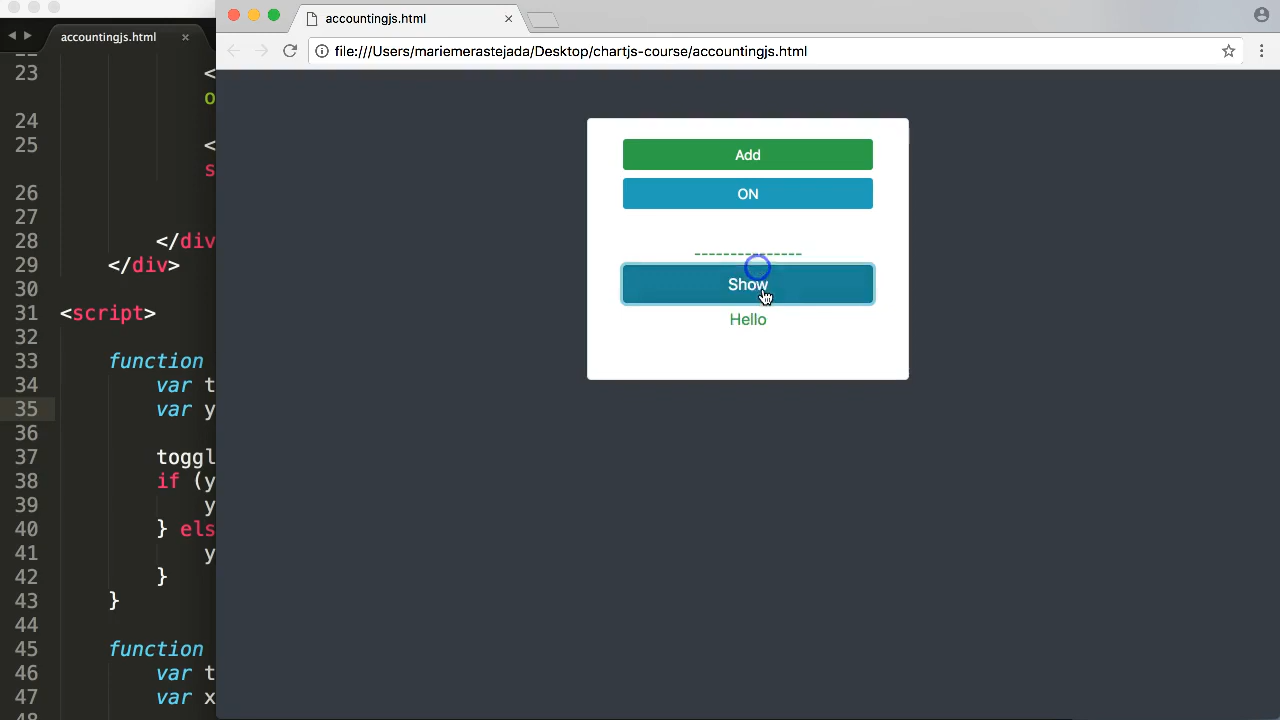 accountingjs.html
accountingjs.html
file:///Users/mariemerastejada/Desktop/chartjs-course/accountingjs.html
23 <
o
24
25 <
s
26
27
28 </div
29 </div>
30
31 <script>
32
33 function
34 var t
35 var y
36
37 toggl
38 if (y
39 y
40 } els
41 y
42 }
43 }
44
45 function
46 var t
47 var x
Add
ON
---------------
Show
Hello